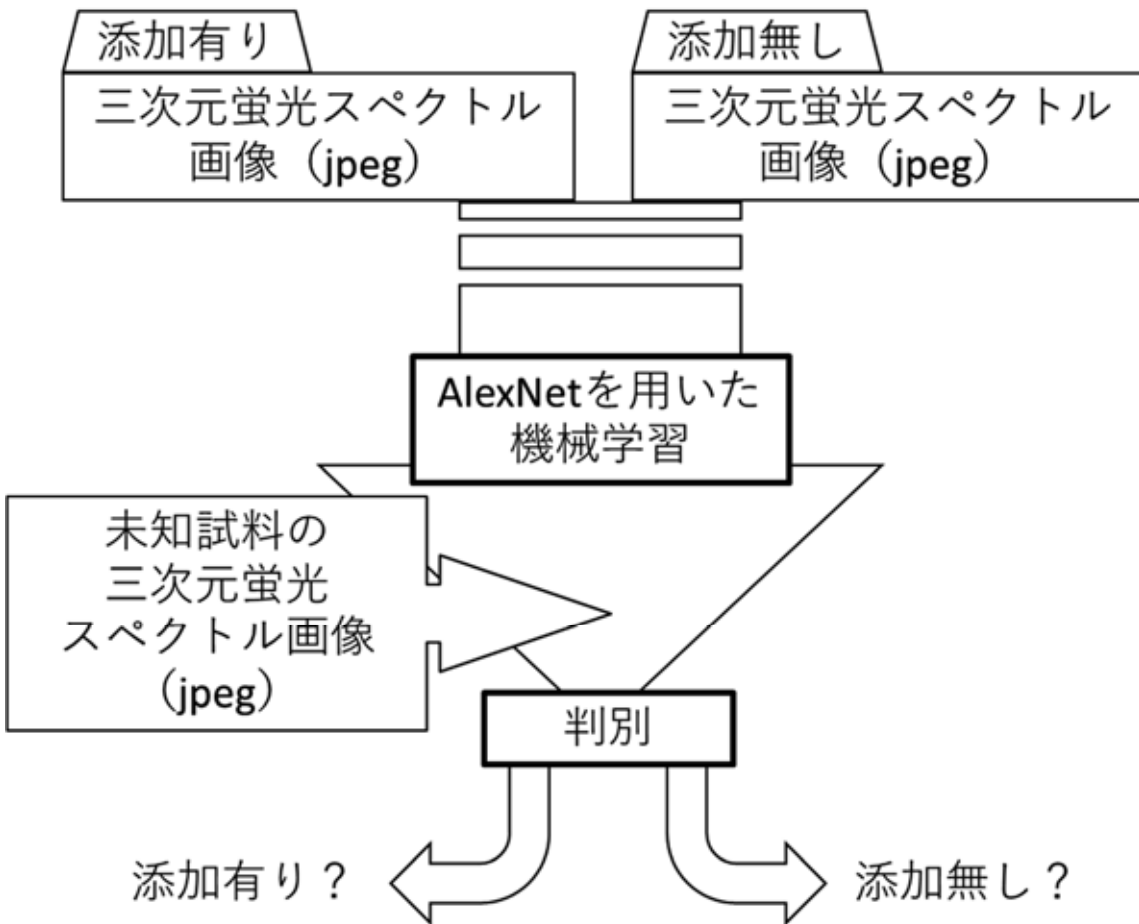 添加有り
添加無し
三次元蛍光スペクトル
画像（jpeg）
三次元蛍光スペクトル
画像（jpeg）
AlexNetを用いた
機械学習
未知試料の
三次元蛍光
スペクトル画像
（jpeg）
判別
添加有り？
添加無し？